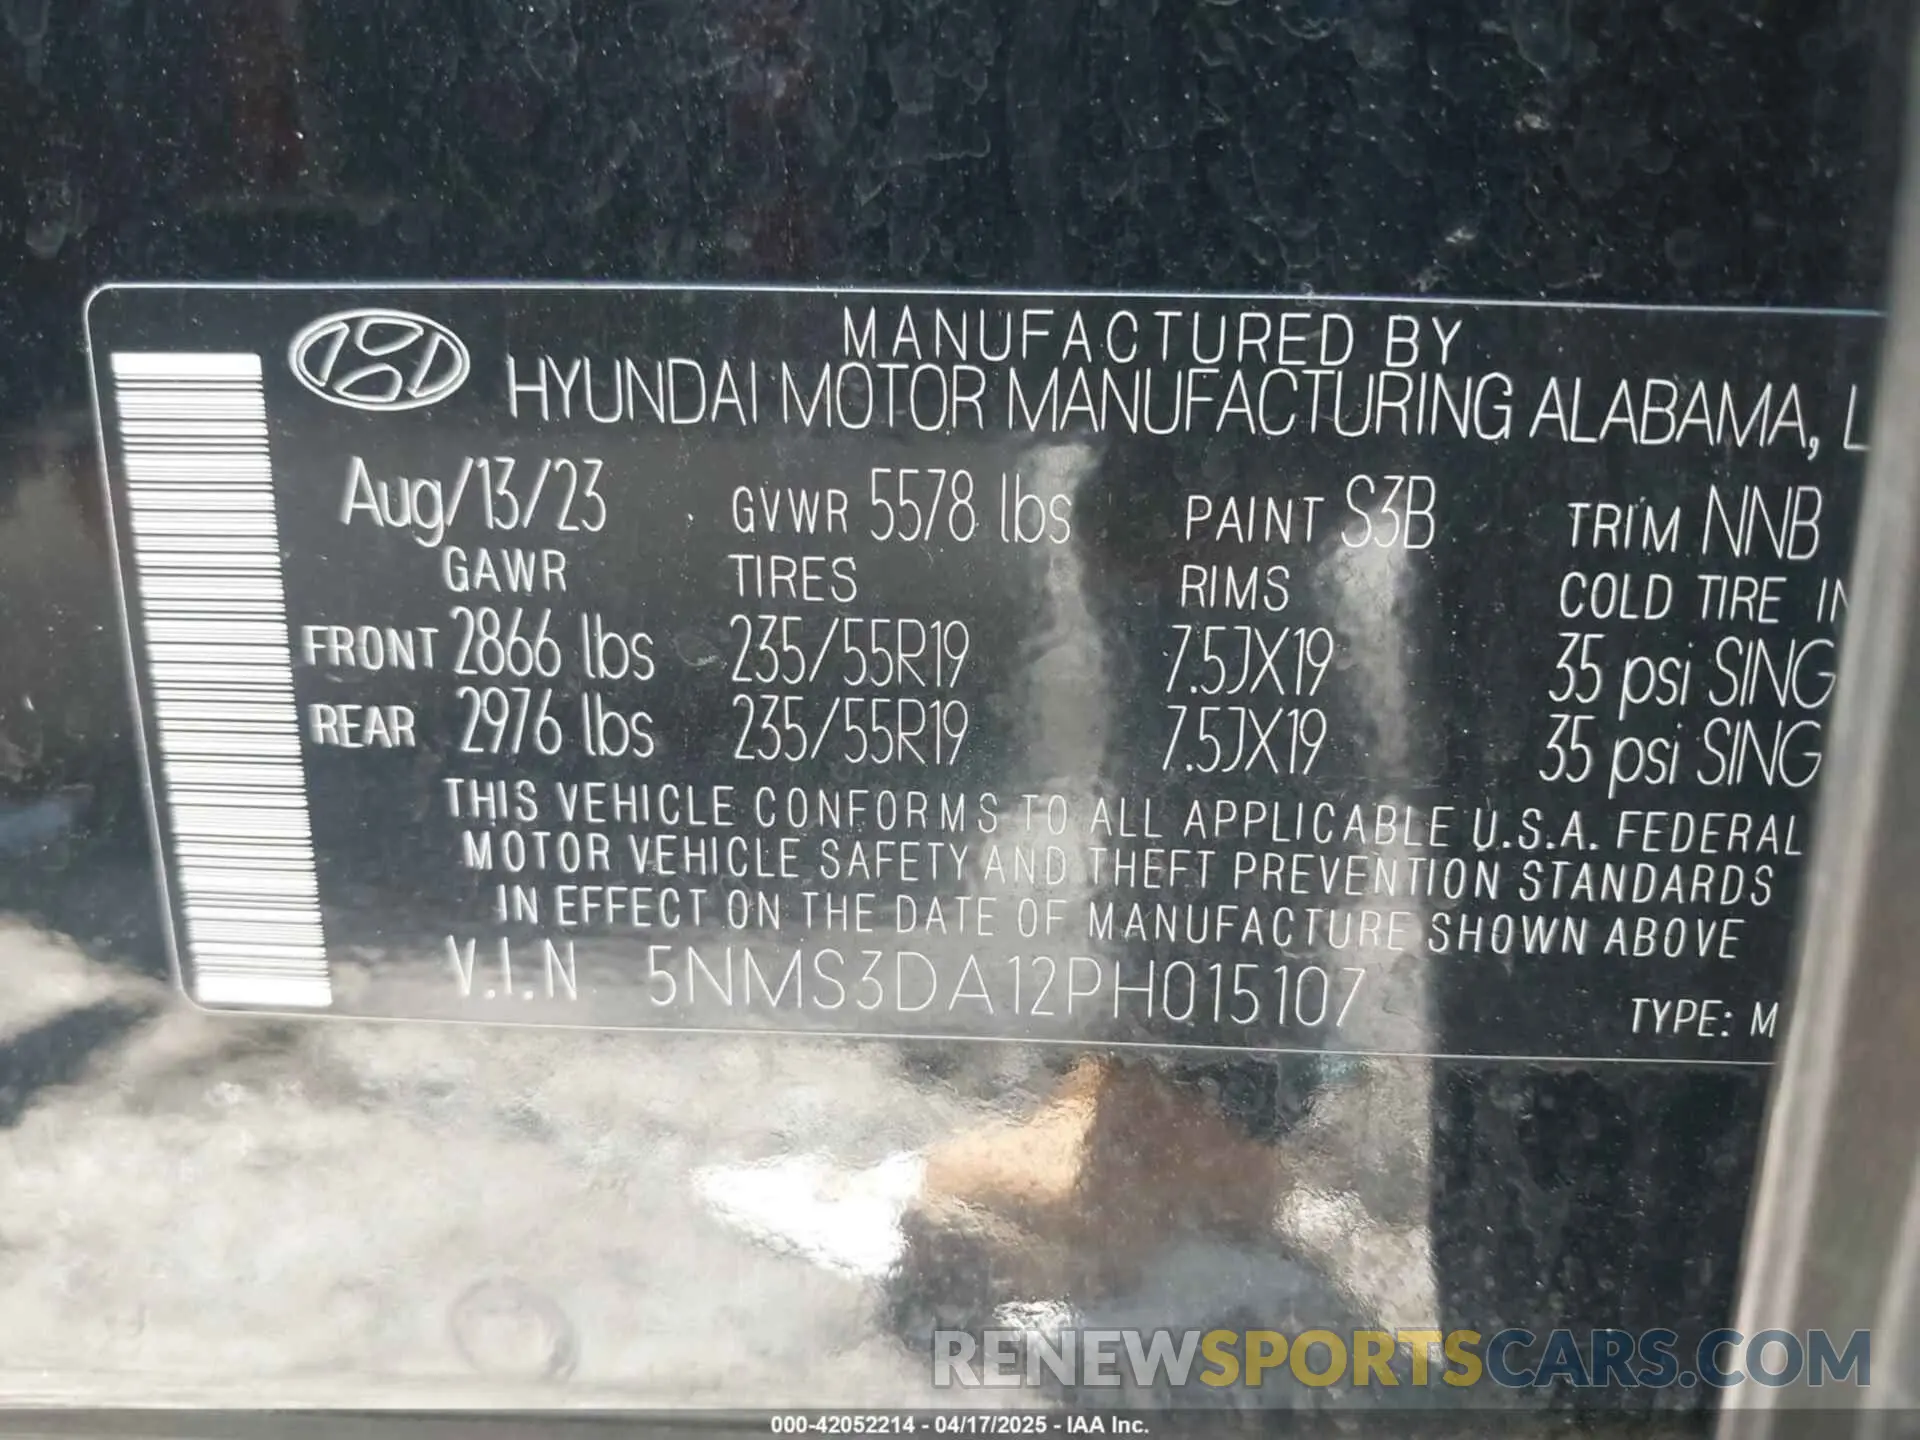 MANUFACTURED BY
HYUNDAI MOTOR MANUFACTURING ALABAMA, L
Aug/13/23 GVWR 5578 lbs PAINT S3B TRIM NNB
GAWR TIRES RIMS COLD TIRE IN
FRONT 2866 lbs 235/55R19 7.5JX19 35 psi SING
REAR 2976 lbs 235/55R19 7.5JX19 35 psi SING
THIS VEHICLE CONFORMS TO ALL APPLICABLE U.S.A. FEDERAL
MOTOR VEHICLE SAFETY AND THEFT PREVENTION STANDARDS
IN EFFECT ON THE DATE OF MANUFACTURE SHOWN ABOVE
V.I.N 5NMS3DA12PH015107
TYPE: M
RENEWSPORTSCARS.COM
000-42052214 - 04/17/2025 - IAA Inc.